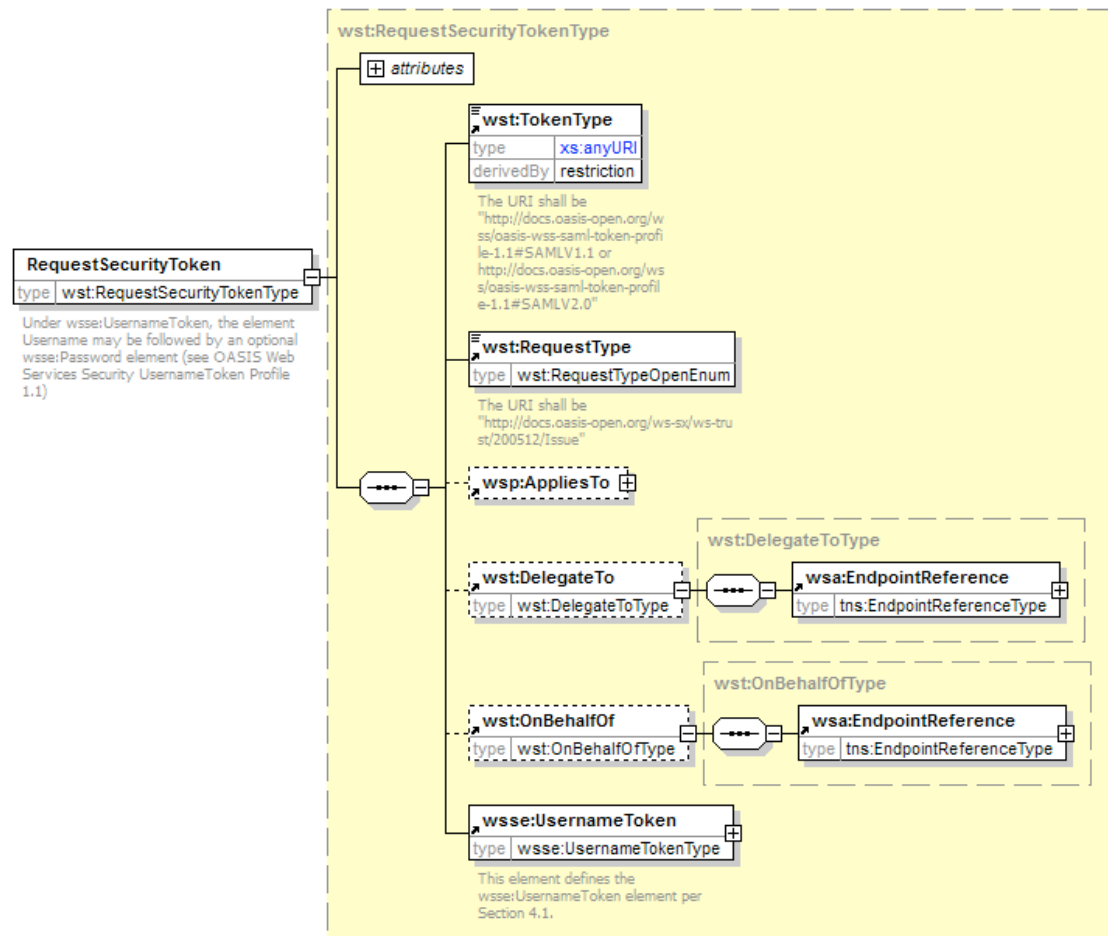 wst:RequestSecurityTokenType
attributes
wst:TokenType
type xs:anyURI
derivedBy restriction
The URI shall be
"http://docs.oasis-open.org/w
ss/oasis-wss-saml-token-profi
le-1.1#SAMLV1.1 or
http://docs.oasis-open.org/ws
s/oasis-wss-saml-token-profil
e-1.1#SAMLV2.0"
RequestSecurityToken
type wst:RequestSecurityTokenType
Under wsse:UsernameToken, the element
Username may be followed by an optional
wsse:Password element (see OASIS Web
Services Security UsernameToken Profile
1.1)
wst:RequestType
type wst:RequestTypeOpenEnum
The URI shall be
"http://docs.oasis-open.org/ws-sx/ws-tru
st/200512/Issue"
wsp:AppliesTo
wst:DelegateToType
wst:DelegateTo
type wst:DelegateToType
wsa:EndpointReference
type tns:EndpointReferenceType
wst:OnBehalfOfType
wst:OnBehalfOf
type wst:OnBehalfOfType
wsa:EndpointReference
type tns:EndpointReferenceType
wsse:UsernameToken
type wsse:UsernameTokenType
This element defines the
wsse:UsernameToken element per
Section 4.1.